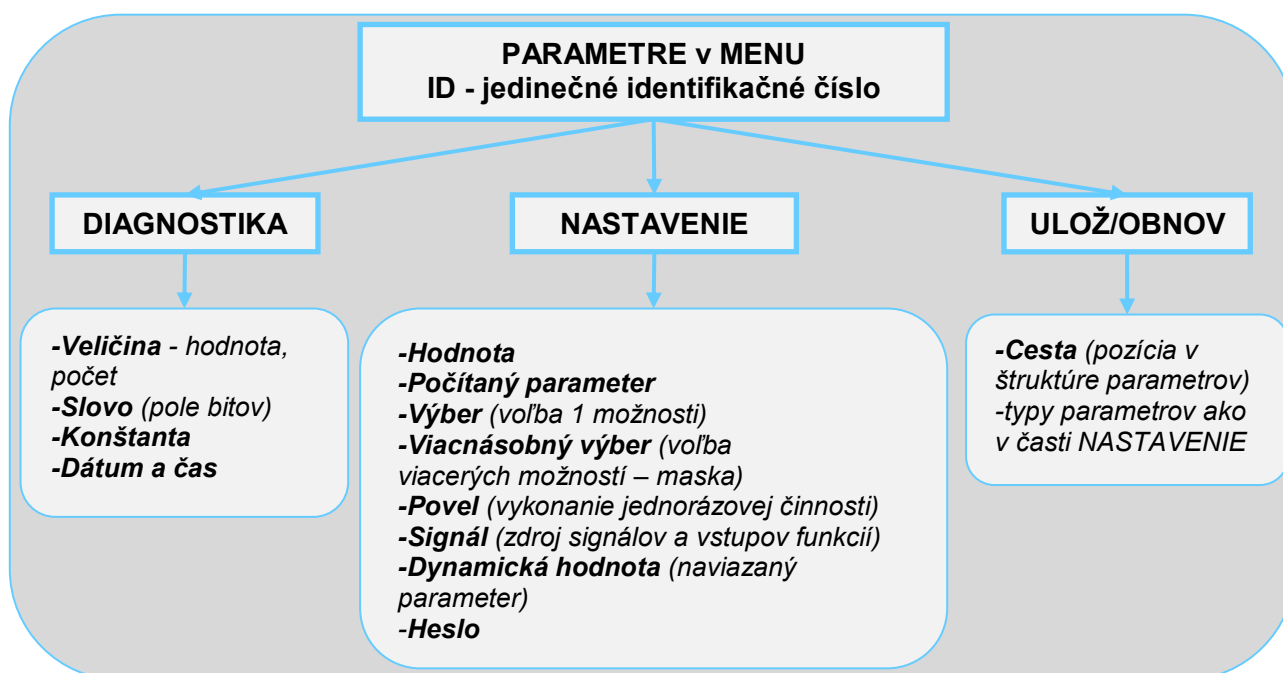 PARAMETRE v MENU
ID - jedinečné identifikačné číslo
DIAGNOSTIKA
NASTAVENIE
ULOŽ/OBNOV
-Veličina - hodnota,
počet
-Slovo (pole bitov)
-Konštanta
-Dátum a čas
-Hodnota
-Počítaný parameter
-Výber (voľba 1 možnosti)
-Viacnásobný výber (voľba
viacerých možností – maska)
-Povel (vykonanie jednorázovej činnosti)
-Signál (zdroj signálov a vstupov funkcií)
-Dynamická hodnota (naviazaný
parameter)
-Heslo
-Cesta (pozícia v
štruktúre parametrov)
-typy parametrov ako
v časti NASTAVENIE